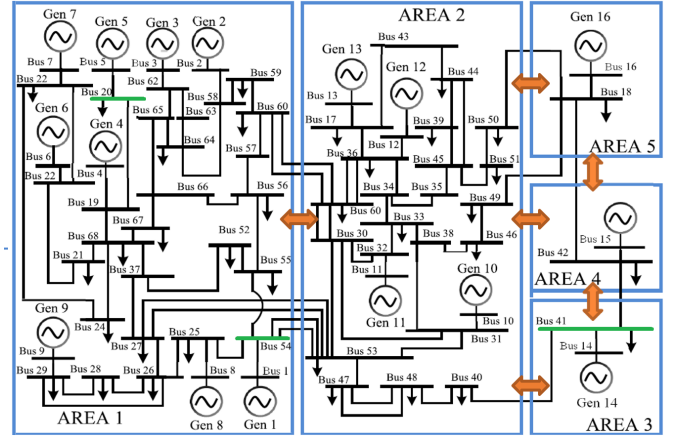 Gen 7
Gen 5
Gen 3
Gen 2
AREA 2
Gen 16
Bus 43
Bus 7
Bus 5
Bus 3
Bus 2
Gen 13
Gen 12
Bus 22
Bus 62
Bus 59
Bus 44
Bus 16
Bus 20
Bus 58
Bus 13
Bus 18
Gen 6
Bus 65
Bus 63
Bus 60
Bus 17
Bus 39
Bus 50
Gen 4
Bus 64
Bus 57
Bus 12
AREA 5
Bus 6
Bus 4
Bus 36
Bus 45
Bus 51
Bus 22
Bus 66
Bus 56
Bus 34
Bus 35
Bus 49
Bus 19
Bus 60
Bus 33
Bus 67
Bus 52
Bus 30
Bus 38
Bus 46
Bus 15
Bus 68
Bus 32
Bus 42
Bus 21
Bus 37
Bus 55
Bus 11
Gen 10
AREA 4
Gen 9
Bus 24
Gen 11
Bus 10
Bus 41
Bus 27
Bus 25
Bus 54
Bus 31
Bus 9
Bus 53
Bus 14
Bus 29
Bus 28
Bus 26
Bus 8
Bus 1
Bus 47
Bus 48
Bus 40
AREA 1
Gen 8
Gen 1
Gen 14
AREA 3